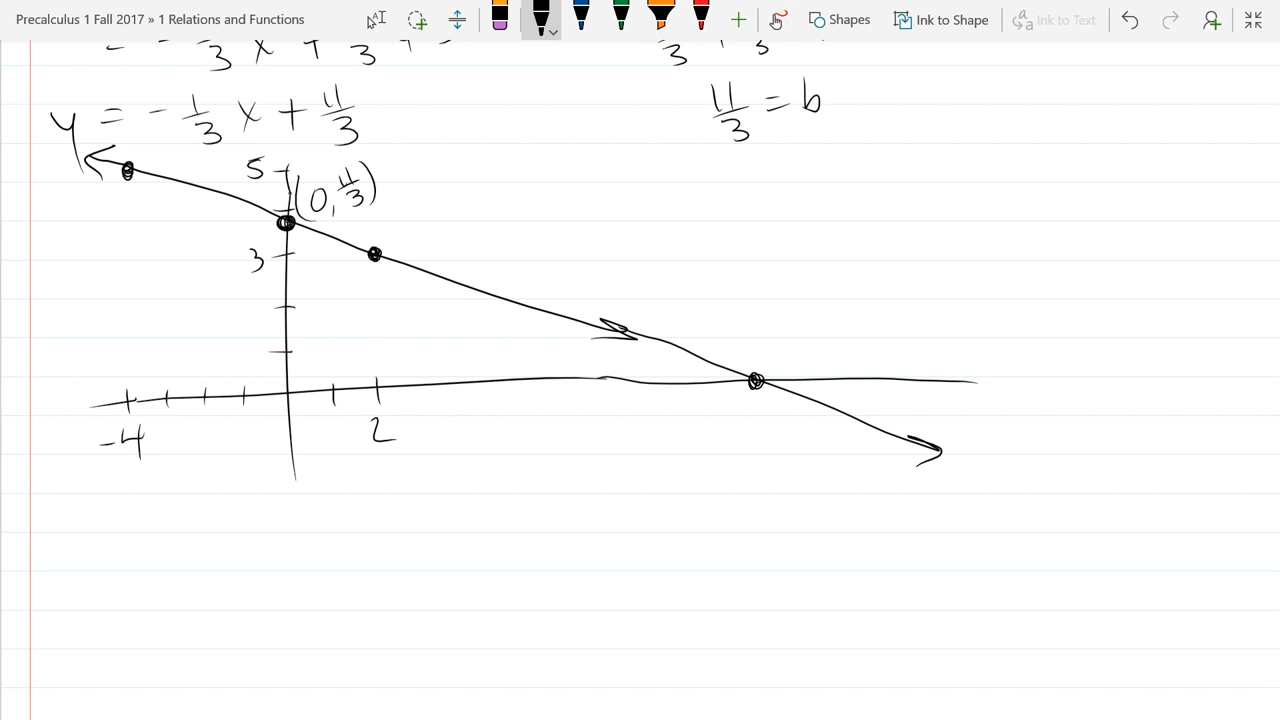 Precalculus 1 Fall 2017 » 1 Relations and Functions Shapes Ink to Shape Ink to Text
y = - 1/3 x + 11/3
11/3 = b
5
(0, 11/3)
3
-4
2